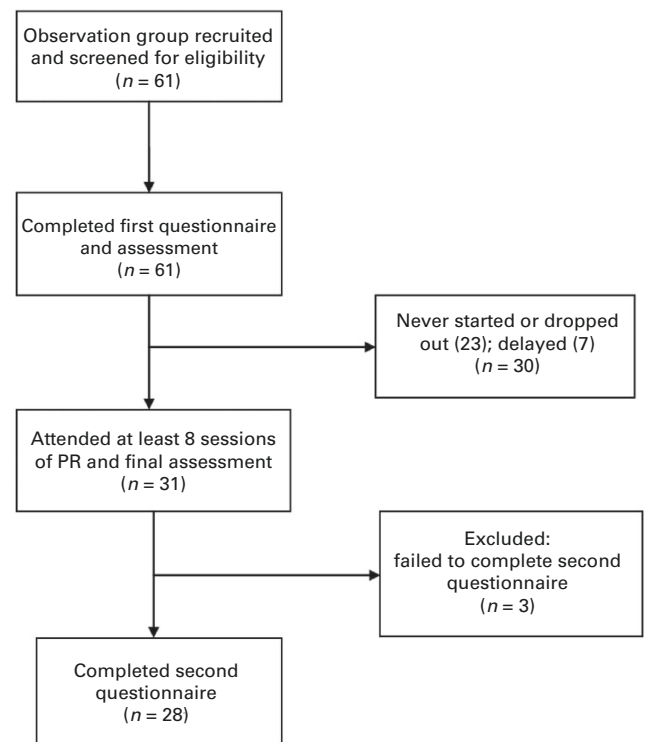 Observation group recruited
and screened for eligibility
(n = 61)
Completed first questionnaire
and assessment
(n = 61)
Never started or dropped
out (23); delayed (7)
(n = 30)
Attended at least 8 sessions
of PR and final assessment
(n = 31)
Excluded:
failed to complete second
questionnaire
(n = 3)
Completed second
questionnaire
(n = 28)